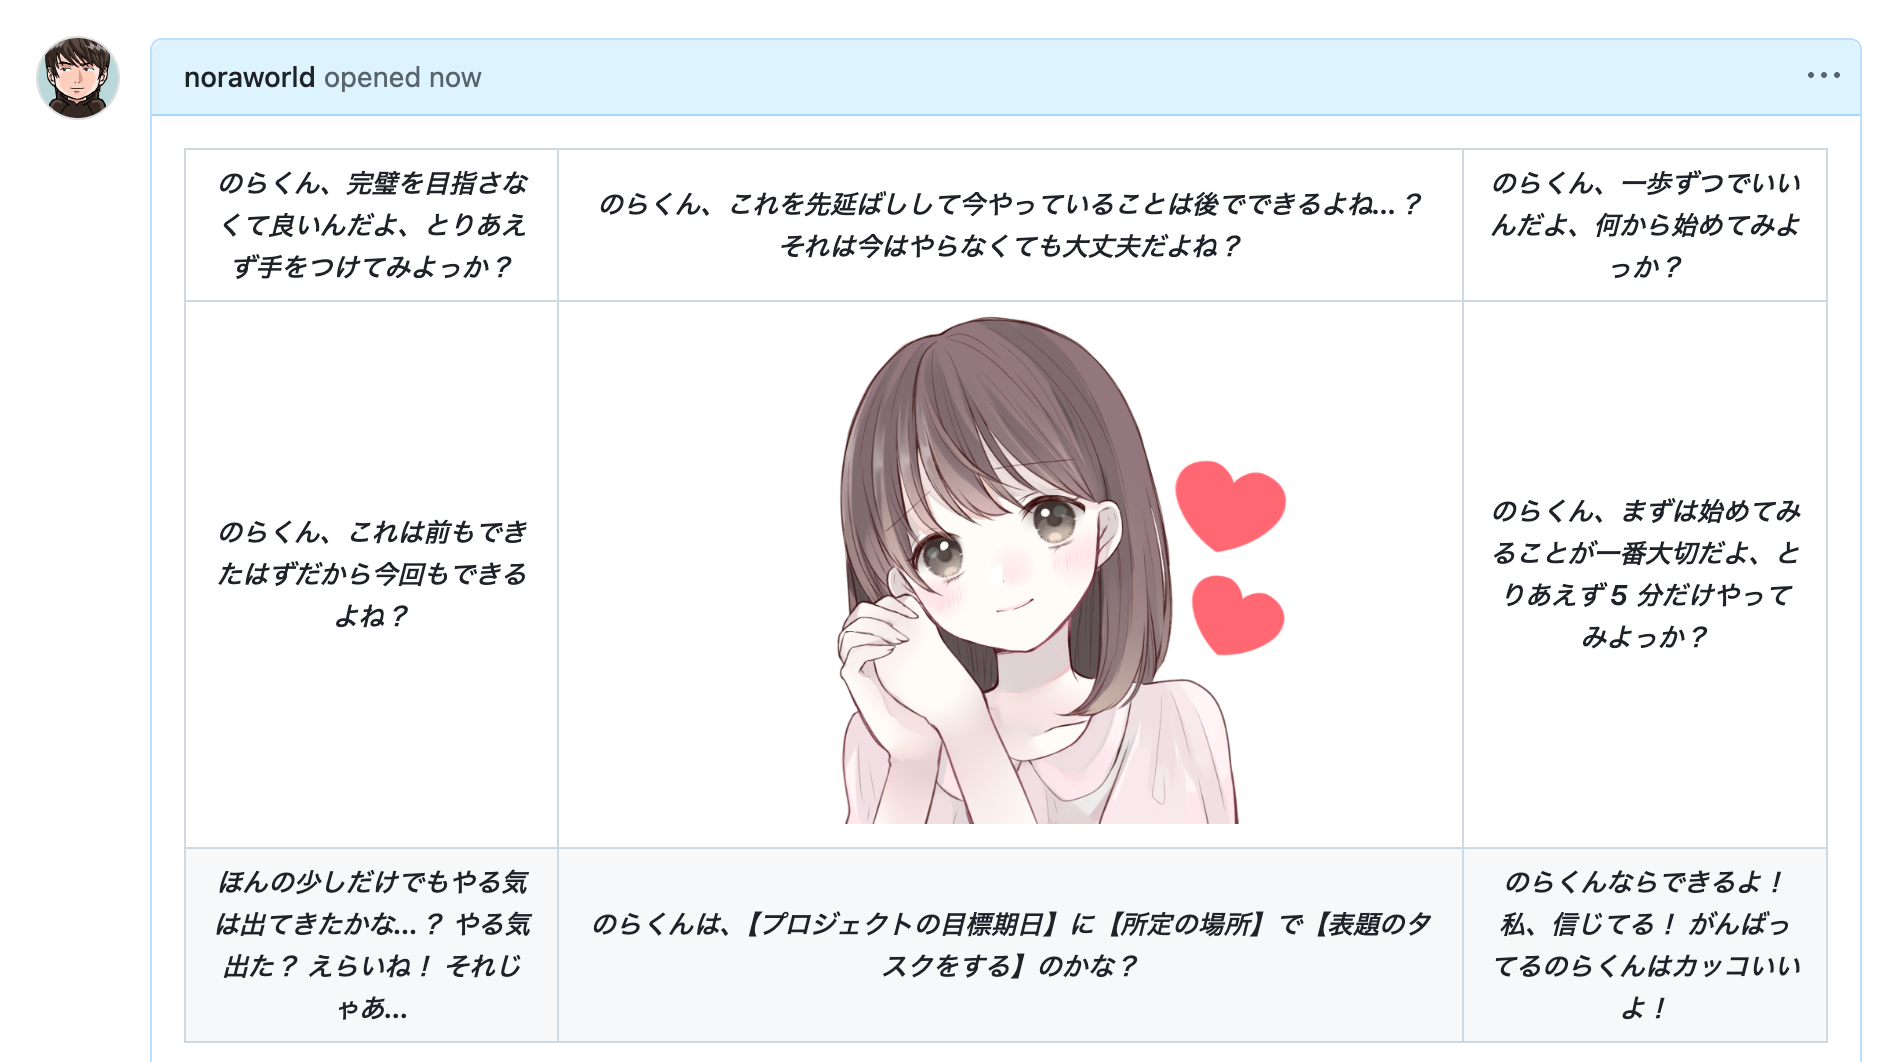 noraworld opened now
のらくん、完璧を目指さな
くて良いんだよ、とりあえ
ず手をつけてみよっか？
のらくん、これを先延ばしして今やっていることは後でできるよね...？
それは今はやらなくても大丈夫だよね？
のらくん、一歩ずつでいい
んだよ、何から始めてみよ
っか？
のらくん、これは前もでき
たはずだから今回もできる
よね？
のらくん、まずは始めてみ
ることが一番大切だよ、と
りあえず 5 分だけやって
みよっか？
ほんの少しだけでもやる気
は出てきたかな...？ やる気
出た？ えらいね！ それじ
ゃあ...
のらくんは、【プロジェクトの目標期日】に【所定の場所】で【表題のタ
スクをする】のかな？
のらくんならできるよ！
私、信じてる！ がんばっ
てるのらくんはカッコいい
よ！